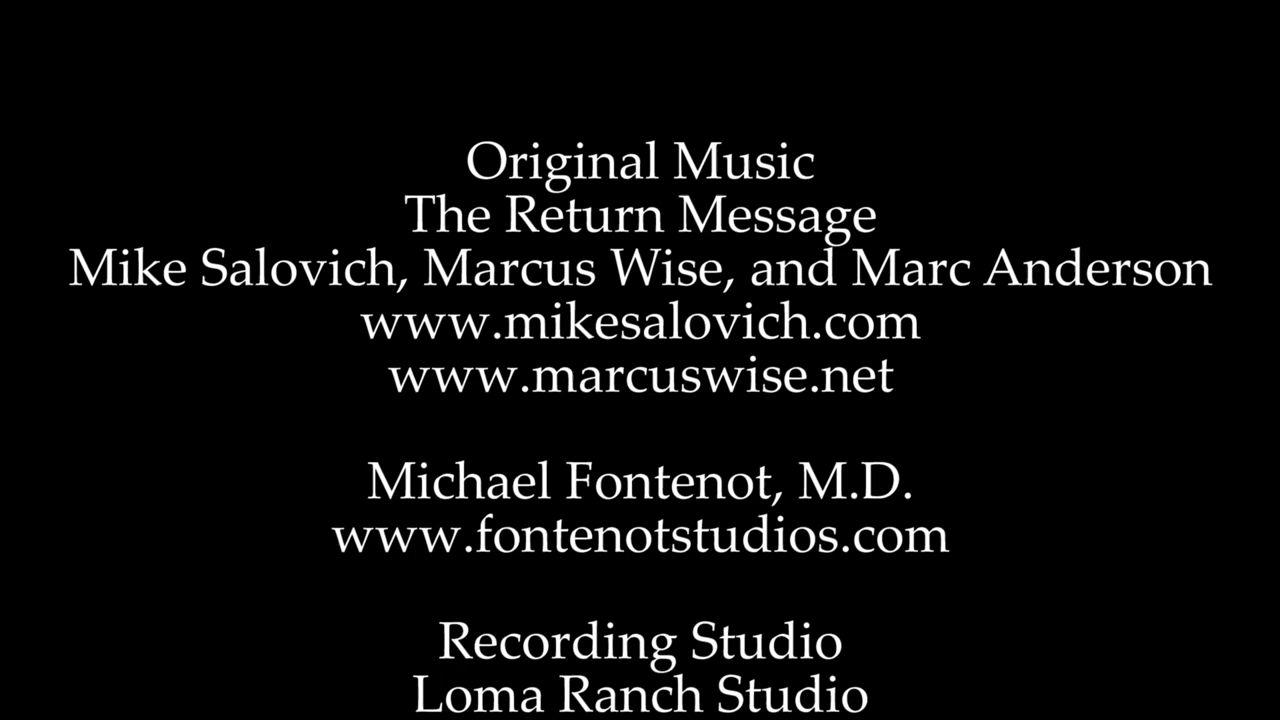 Original Music
The Return Message
Mike Salovich, Marcus Wise, and Marc Anderson
www.mikesalovich.com
www.marcuswise.net
Michael Fontenot, M.D.
www.fontenotstudios.com
Recording Studio
Loma Ranch Studio